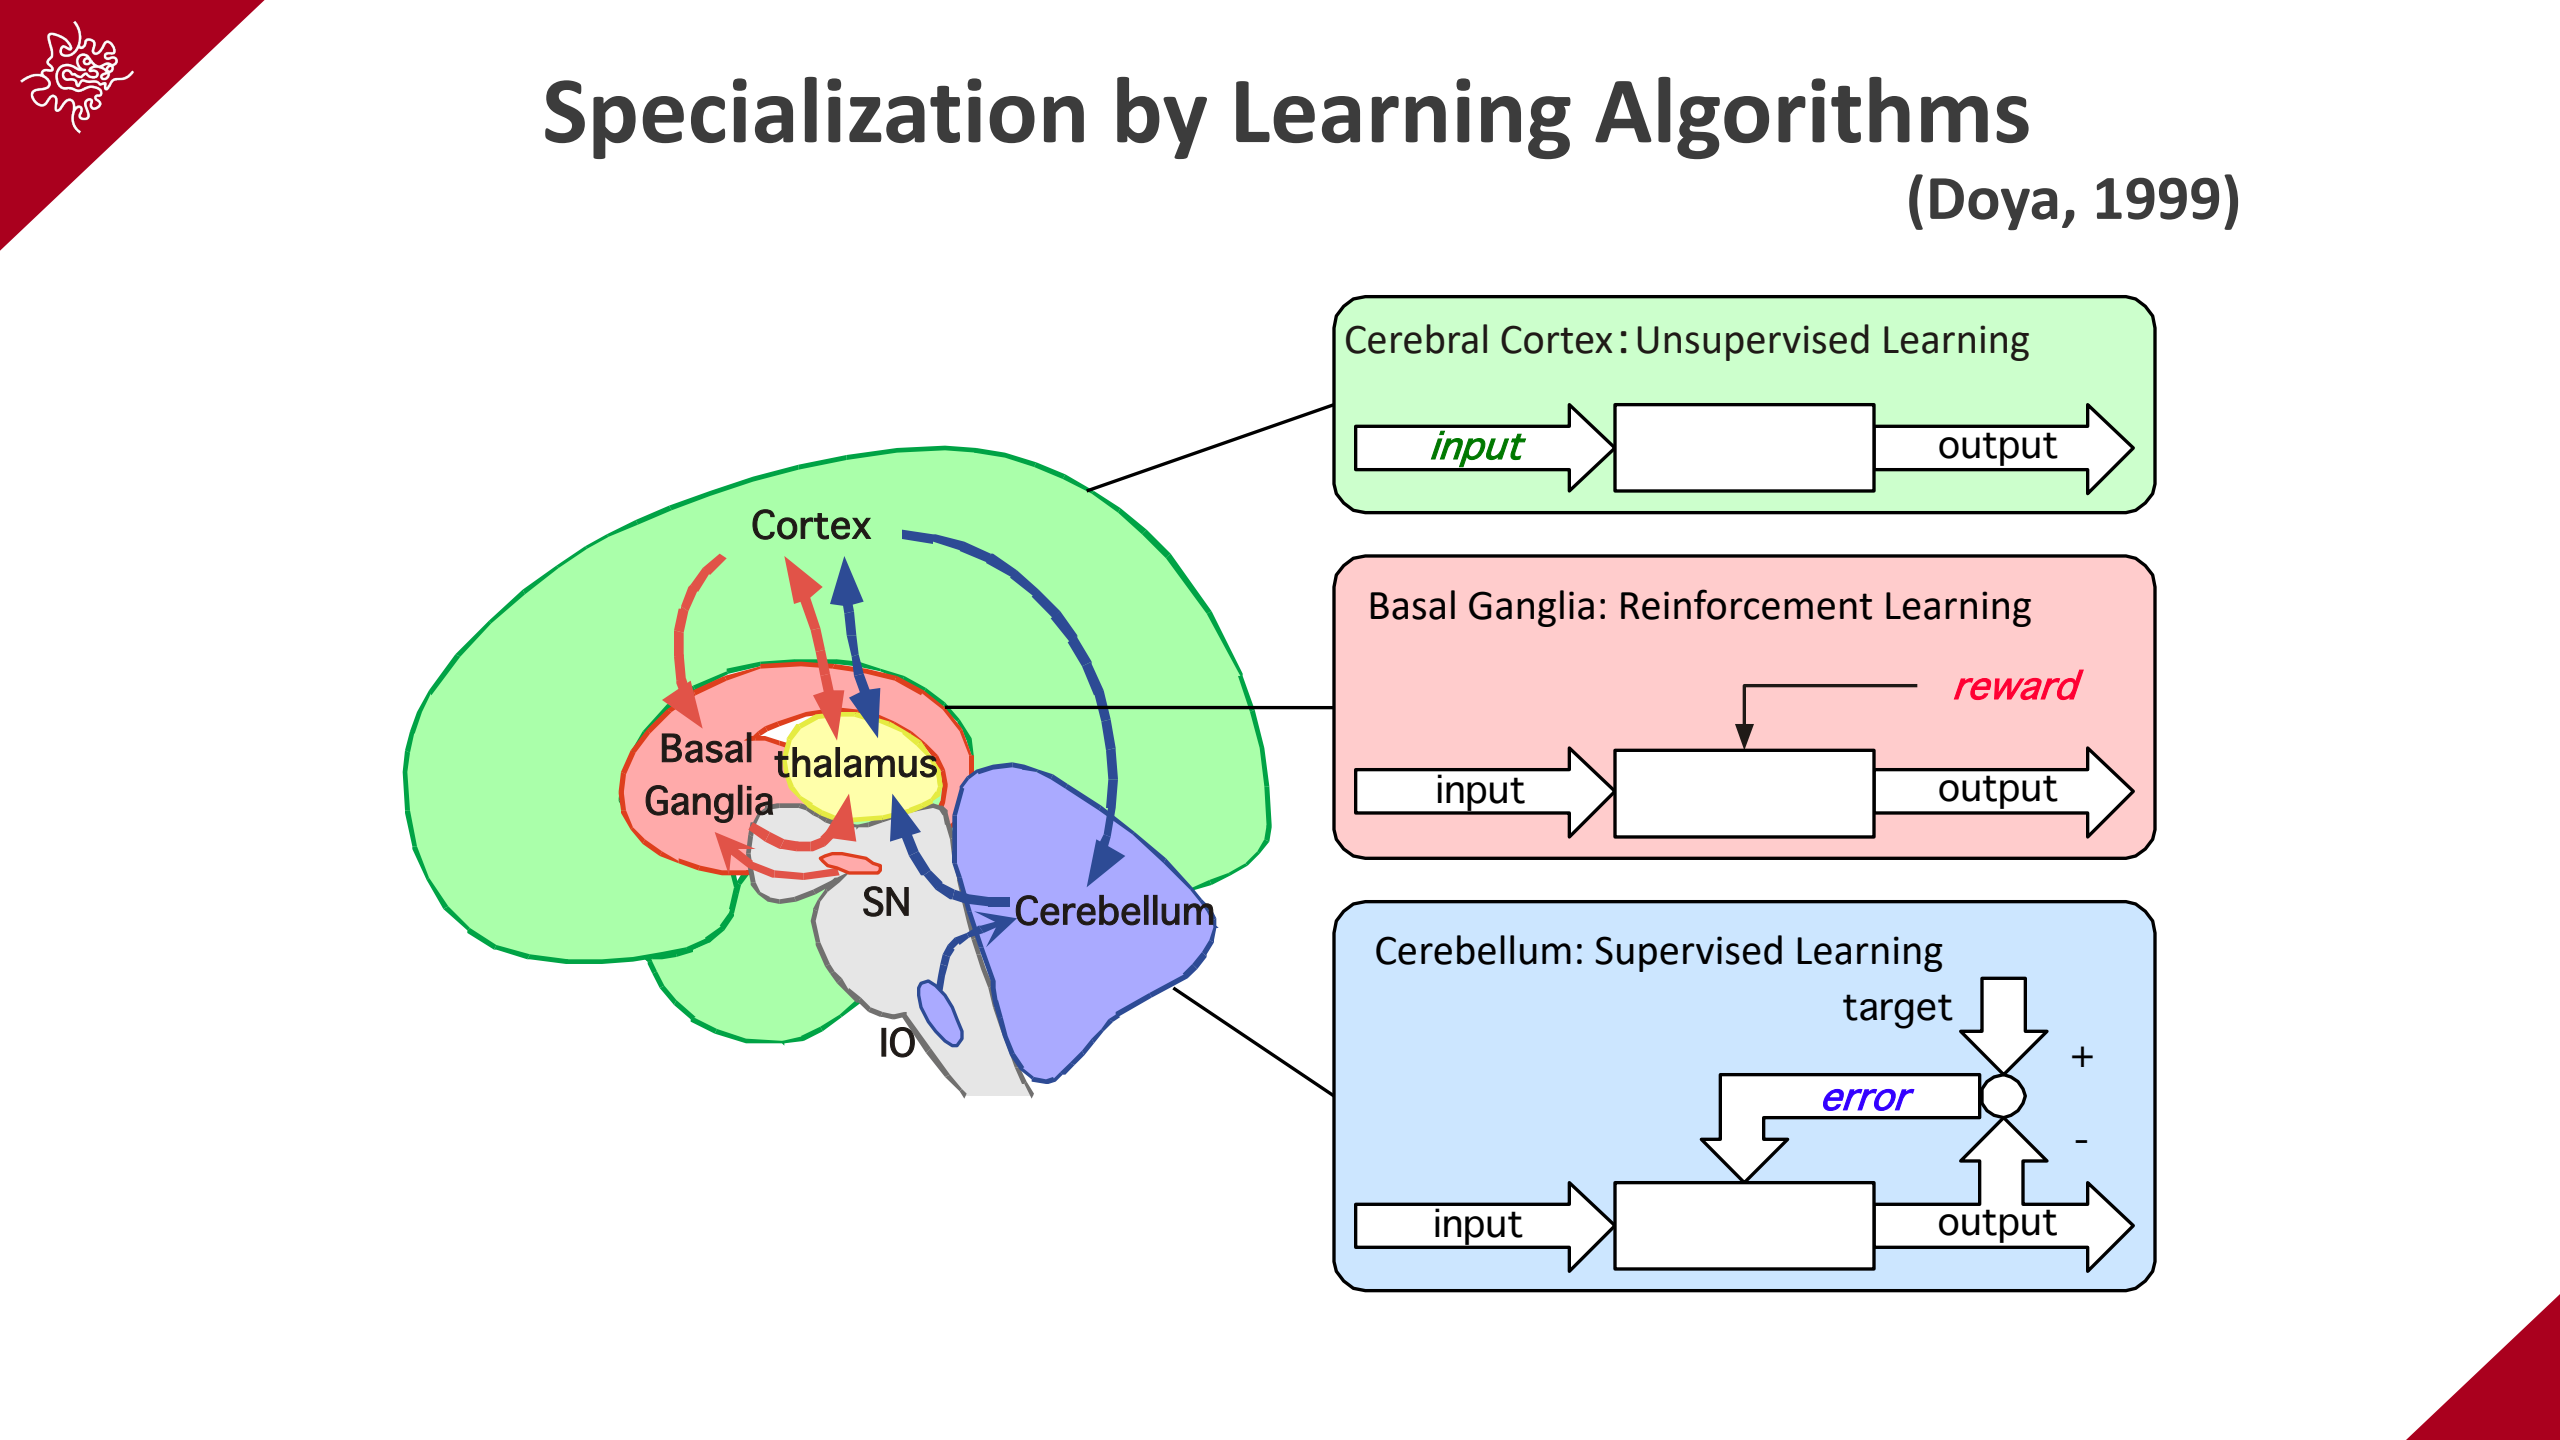 Specialization by Learning Algorithms
(Doya, 1999)
Cortex
Basal
Ganglia
thalamus
SN
IO
Cerebellum
Cerebral Cortex：Unsupervised Learning
input
output
Basal Ganglia: Reinforcement Learning
reward
input
output
Cerebellum: Supervised Learning
target
+
error
-
input
output